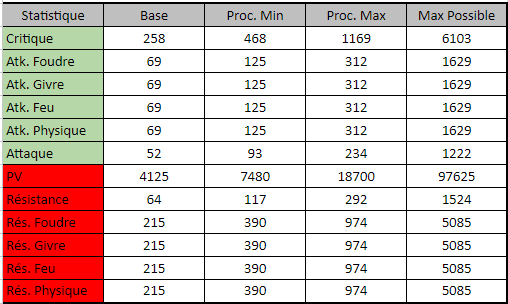 Statistique Base Proc. Min Proc. Max Max Possible
Critique 258 468 1169 6103
Atk. Foudre 69 125 312 1629
Atk. Givre 69 125 312 1629
Atk. Feu 69 125 312 1629
Atk. Physique 69 125 312 1629
Attaque 52 93 234 1222
PV 4125 7480 18700 97625
Résistance 64 117 292 1524
Rés. Foudre 215 390 974 5085
Rés. Givre 215 390 974 5085
Rés. Feu 215 390 974 5085
Rés. Physique 215 390 974 5085